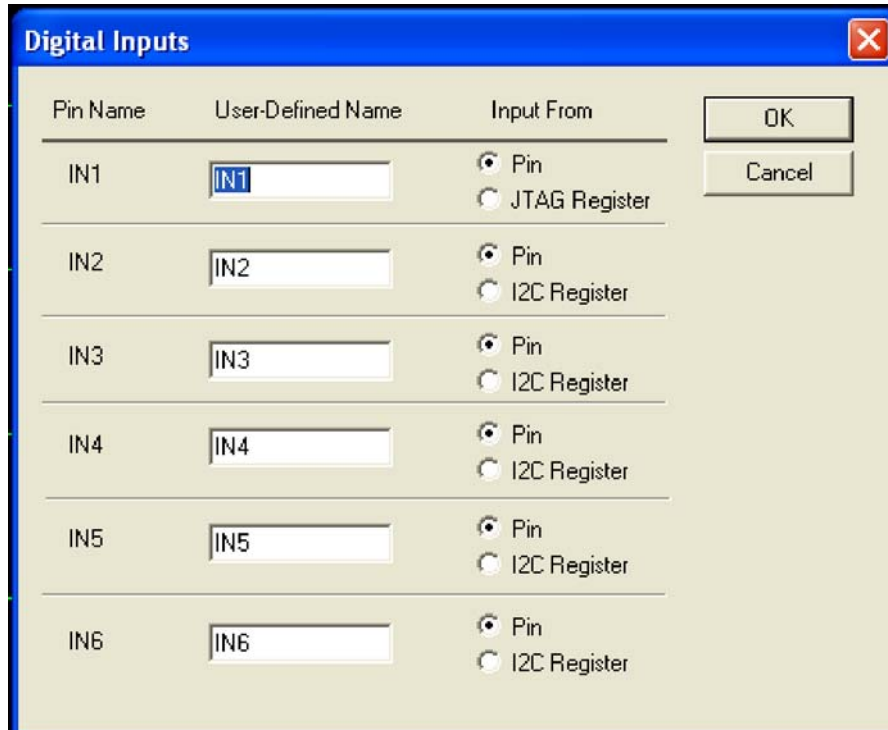 Digital Inputs
Pin Name User-Defined Name Input From
OK
Cancel
IN1 IN1 Pin
JTAG Register
IN2 IN2 Pin
I2C Register
IN3 IN3 Pin
I2C Register
IN4 IN4 Pin
I2C Register
IN5 IN5 Pin
I2C Register
IN6 IN6 Pin
I2C Register